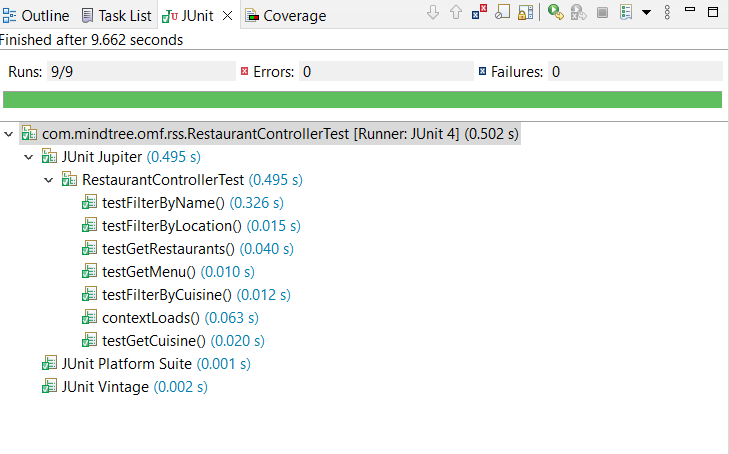 Outline Task List JUnit Coverage
Finished after 9.662 seconds
Runs: 9/9 Errors: 0 Failures: 0
com.mindtree.omf.rss.RestaurantControllerTest [Runner: JUnit 4] (0.502 s)
JUnit Jupiter (0.495 s)
RestaurantControllerTest (0.495 s)
testFilterByName() (0.326 s)
testFilterByLocation() (0.015 s)
testGetRestaurants() (0.040 s)
testGetMenu() (0.010 s)
testFilterByCuisine() (0.012 s)
contextLoads() (0.063 s)
testGetCuisine() (0.020 s)
JUnit Platform Suite (0.001 s)
JUnit Vintage (0.002 s)